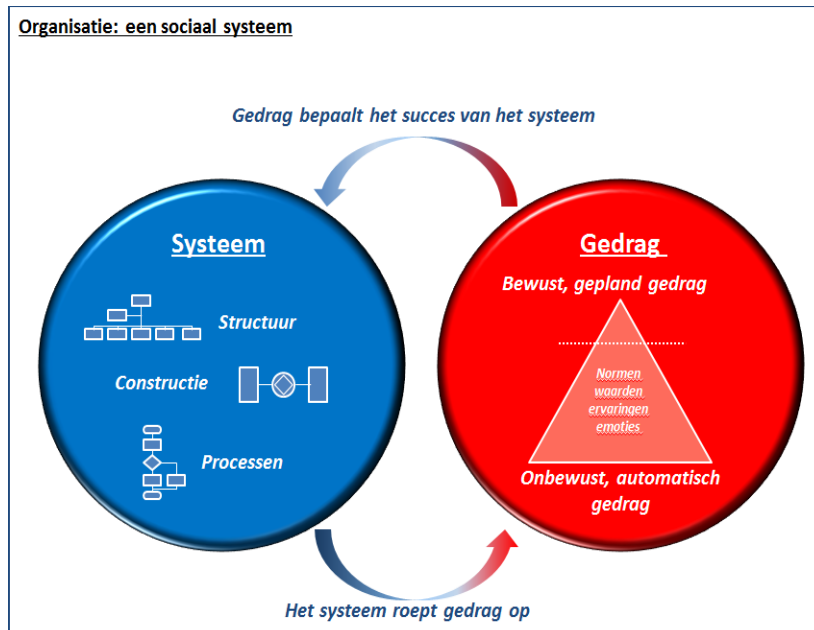 Organisatie: een sociaal systeem
Gedrag bepaalt het succes van het systeem
Systeem
Structuur
Constructie
Processen
Gedrag
Bewust, gepland gedrag
Normen
waarden
ervaringen
emoties
Onbewust, automatisch
gedrag
Het systeem roept gedrag op